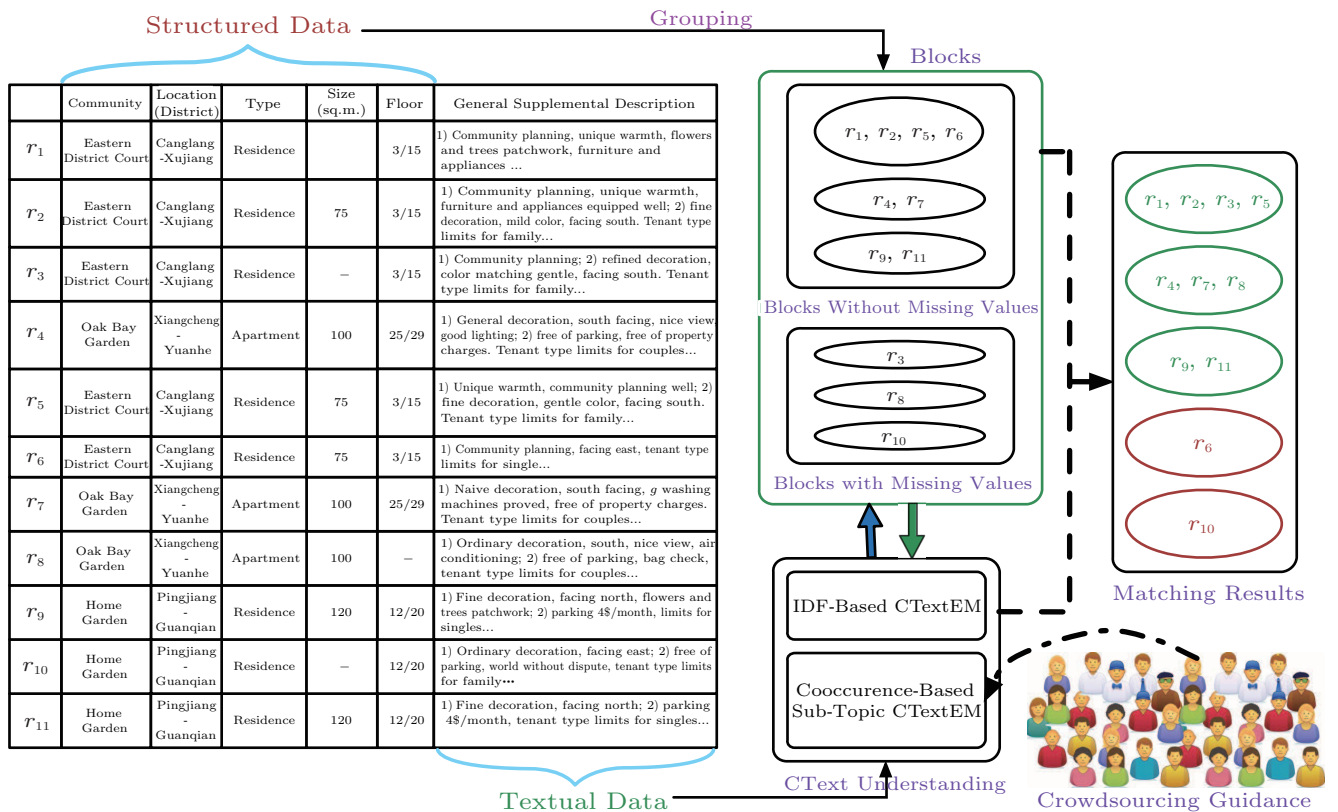 Structured Data
Grouping
Blocks
Community
Location
(District)
Type
Size
(sq.m.)
Floor
General Supplemental Description
r1
Eastern
District Court
Canglang
-Xujiang
Residence
3/15
1) Community planning, unique warmth, flowers
and trees patchwork, furniture and
appliances ...
r2
Eastern
District Court
Canglang
-Xujiang
Residence
75
3/15
1) Community planning, unique warmth,
furniture and appliances equipped well; 2) fine
decoration, mild color, facing south. Tenant type
limits for family...
r3
Eastern
District Court
Canglang
-Xujiang
Residence
–
3/15
1) Community planning; 2) refined decoration,
color matching gentle, facing south. Tenant
type limits for family...
r4
Oak Bay
Garden
Xiangcheng
-
Yuanhe
Apartment
100
25/29
1) General decoration, south facing, nice view,
good lighting; 2) free of parking, free of property
charges. Tenant type limits for couples...
r5
Eastern
District Court
Canglang
-Xujiang
Residence
75
3/15
1) Unique warmth, community planning well; 2)
fine decoration, gentle color, facing south.
Tenant type limits for family...
r6
Eastern
District Court
Canglang
-Xujiang
Residence
75
3/15
1) Community planning, facing east, tenant type
limits for single...
r7
Oak Bay
Garden
Xiangcheng
-
Yuanhe
Apartment
100
25/29
1) Naive decoration, south facing, g washing
machines proved, free of property charges.
Tenant type limits for couples...
r8
Oak Bay
Garden
Xiangcheng
-
Yuanhe
Apartment
100
–
1) Ordinary decoration, south, nice view, air
conditioning; 2) free of parking, bag check,
tenant type limits for couples...
r9
Home
Garden
Pingjiang-
Guanqian
Residence
120
12/20
1) Fine decoration, facing north, flowers and
trees patchwork; 2) parking 4$/month, limits for
singles...
r10
Home
Garden
Pingjiang
-
Guanqian
Residence
–
12/20
1) Ordinary decoration, facing east; 2) free of
parking, world without dispute, tenant type limits
for family•••
r11
Home
Garden
Pingjiang
-
Guanqian
Residence
120
12/20
1) Fine decoration, facing north; 2) parking
4$/month, tenant type limits for singles...
Textual Data
r1, r2, r5, r6
r4, r7
r9, r11
Blocks Without Missing Values
r3
r8
r10
Blocks with Missing Values
IDF-Based CTextEM
Cooccurence-Based
Sub-Topic CTextEM
CText Understanding
r1, r2, r3, r5
r4, r7, r8
r9, r11
r6
r10
Matching Results
Crowdsourcing Guidance